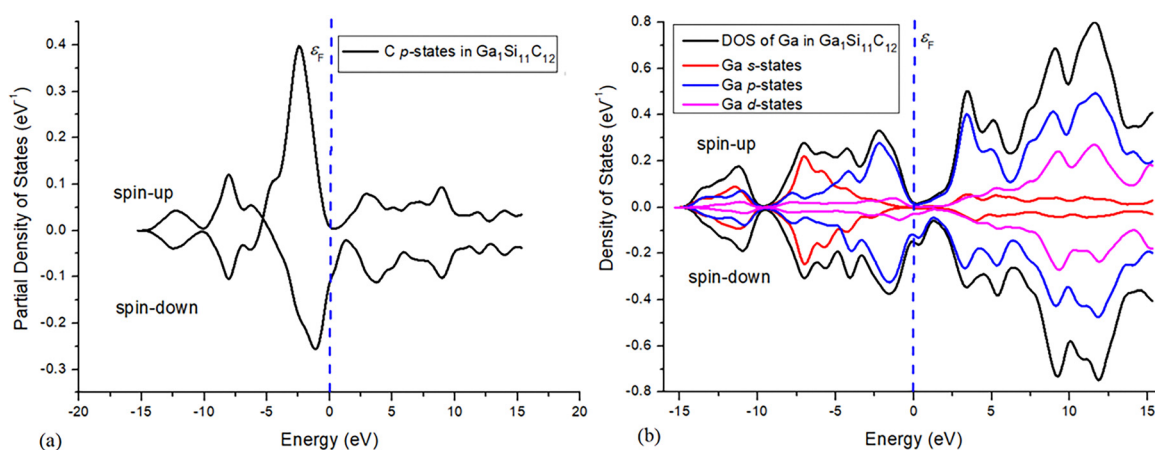 0.4
0.3
0.2
0.1
0.0
-0.1
-0.2
-0.3
Partial Density of States (eV⁻¹)
-20
-15
-10
-5
0
5
10
15
20
Energy (eV)
εF
C p-states in Ga₁Si₁₁C₁₂
spin-up
spin-down
(a)
0.8
0.6
0.4
0.2
0.0
-0.2
-0.4
-0.6
-0.8
Density of States (eV⁻¹)
-15
-10
-5
0
5
10
15
Energy (eV)
εF
DOS of Ga in Ga₁Si₁₁C₁₂
Ga s-states
Ga p-states
Ga d-states
spin-up
spin-down
(b)